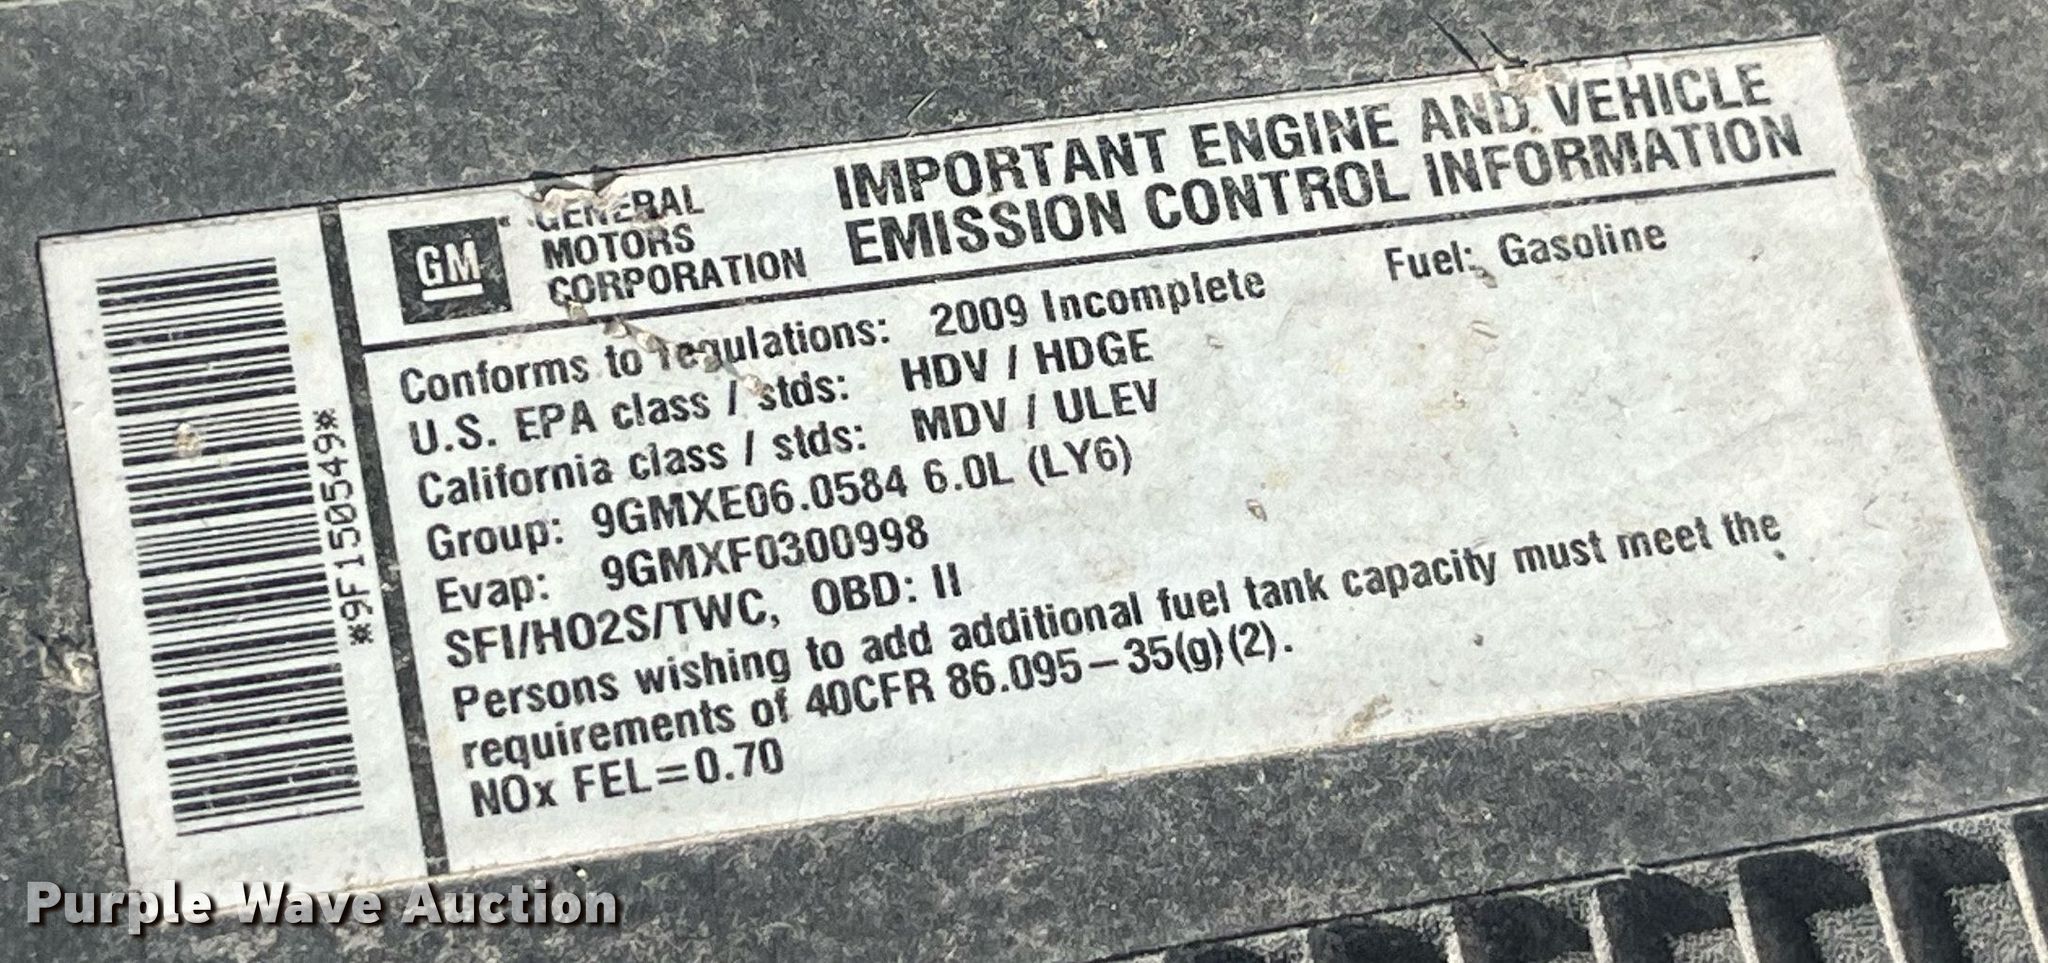 GM
GENERAL
MOTORS
CORPORATION
IMPORTANT ENGINE AND VEHICLE
EMISSION CONTROL INFORMATION
Conforms to regulations: 2009 Incomplete Fuel: Gasoline
U.S. EPA class / stds: HDV / HDGE
California class / stds: MDV / ULEV
Group: 9GMXE06.0584 6.0L (LY6)
Evap: 9GMXF0300998
SFI/HO2S/TWC, OBD: II
Persons wishing to add additional fuel tank capacity must meet the
requirements of 40CFR 86.095–35(g)(2).
NOx FEL=0.70
*9F1505549*
Purple Wave Auction